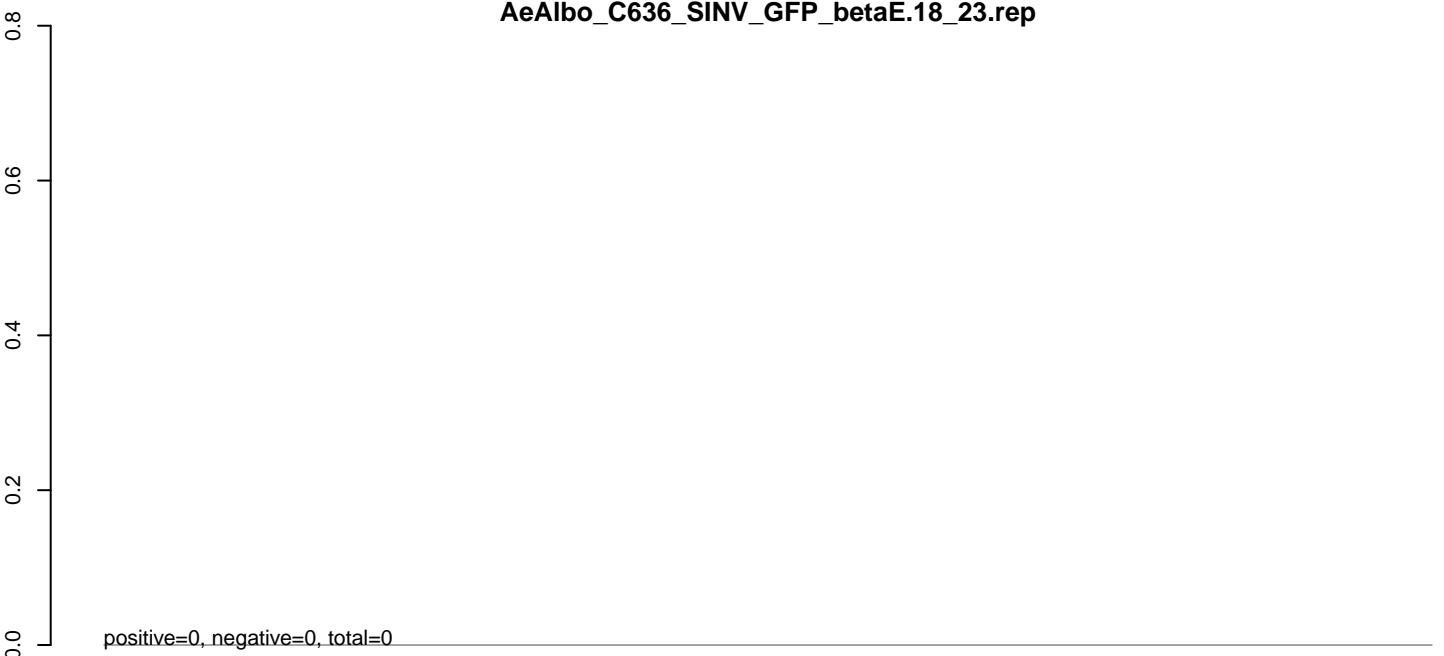 AeAlbo_C636_SINV_GFP_betaE.18_23.rep
0.8
0.6
0.4
0.2
0.0
positive=0, negative=0, total=0